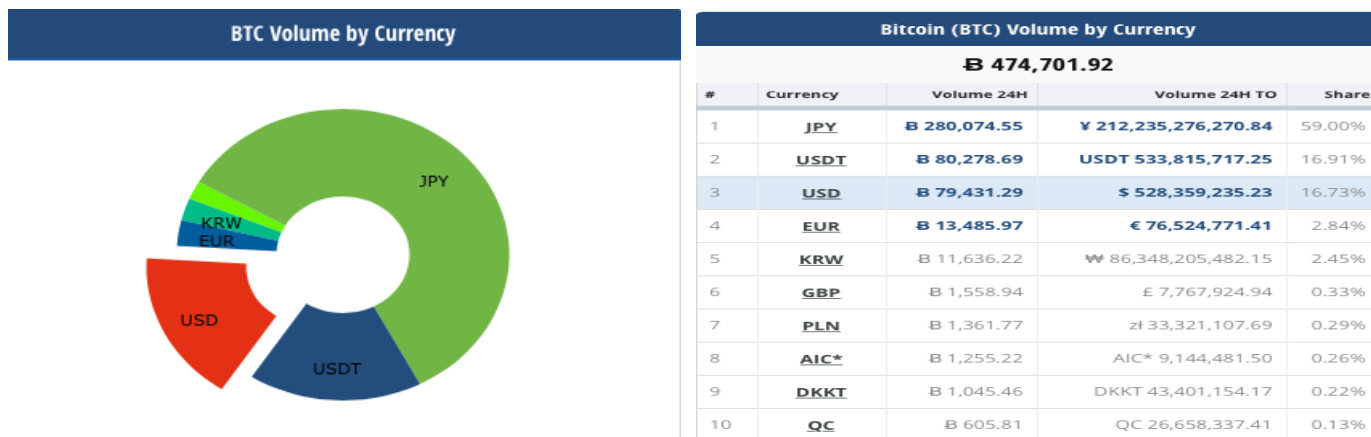 BTC Volume by Currency
JPY
KRW
EUR
USD
USDT
Bitcoin (BTC) Volume by Currency
Ƀ 474,701.92
# Currency Volume 24H Volume 24H TO Share
1 JPY Ƀ 280,074.55 ¥ 212,235,276,270.84 59.00%
2 USDT Ƀ 80,278.69 USDT 533,815,717.25 16.91%
3 USD Ƀ 79,431.29 $ 528,359,235.23 16.73%
4 EUR Ƀ 13,485.97 € 76,524,771.41 2.84%
5 KRW Ƀ 11,636.22 ₩ 86,348,205,482.15 2.45%
6 GBP Ƀ 1,558.94 £ 7,767,924.94 0.33%
7 PLN Ƀ 1,361.77 zł 33,321,107.69 0.29%
8 AIC* Ƀ 1,255.22 AIC* 9,144,481.50 0.26%
9 DKKT Ƀ 1,045.46 DKKT 43,401,154.17 0.22%
10 QC Ƀ 605.81 QC 26,658,337.41 0.13%